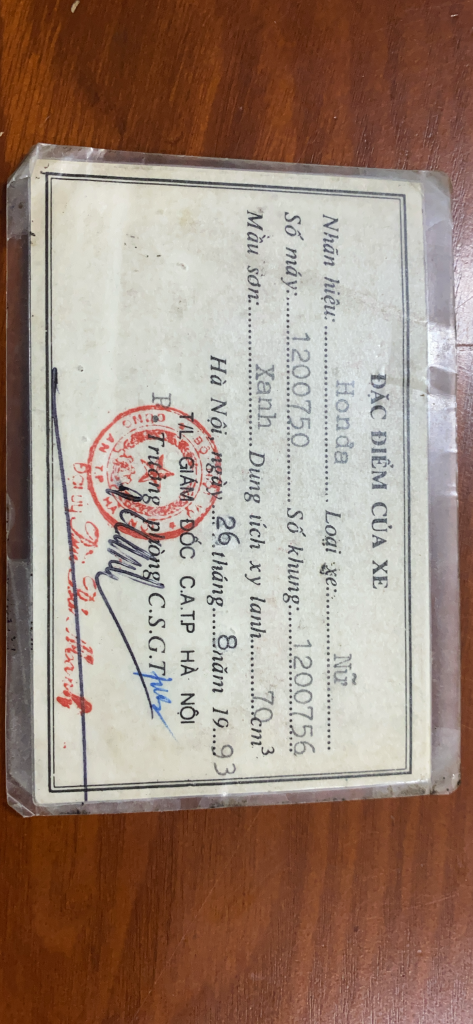 ĐẶC ĐIỂM CỦA XE
Nhãn hiệu: Honda Loại xe: Nữ
Số máy: 1200750 Số khung: 1200756
Mầu sơn: Xanh Dung tích xy lanh 70cm³
Hà Nội, ngày 26 tháng 8 năm 1993
T/L GIÁM ĐỐC C.A.TP HÀ NỘI
P. Trưởng phòng C.S.G.T